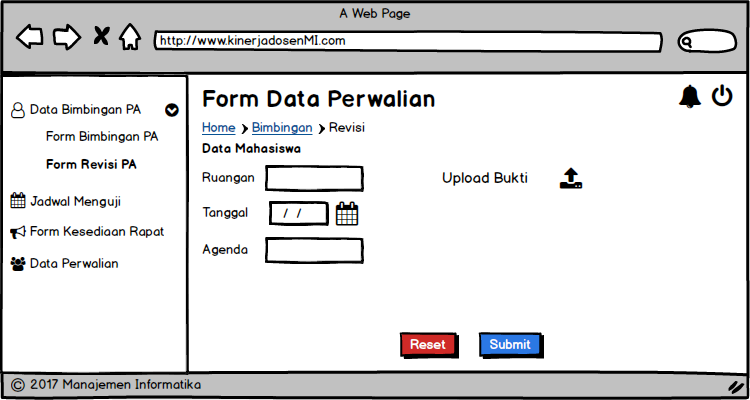 A Web Page
http://www.kinerjadosenMI.com
Data Bimbingan PA
Form Bimbingan PA
Form Revisi PA
Jadwal Menguji
Form Kesediaan Rapat
Data Perwalian
Form Data Perwalian
Home > Bimbingan > Revisi
Data Mahasiswa
Ruangan
Upload Bukti
Tanggal / /
Agenda
Reset Submit
© 2017 Manajemen Informatika